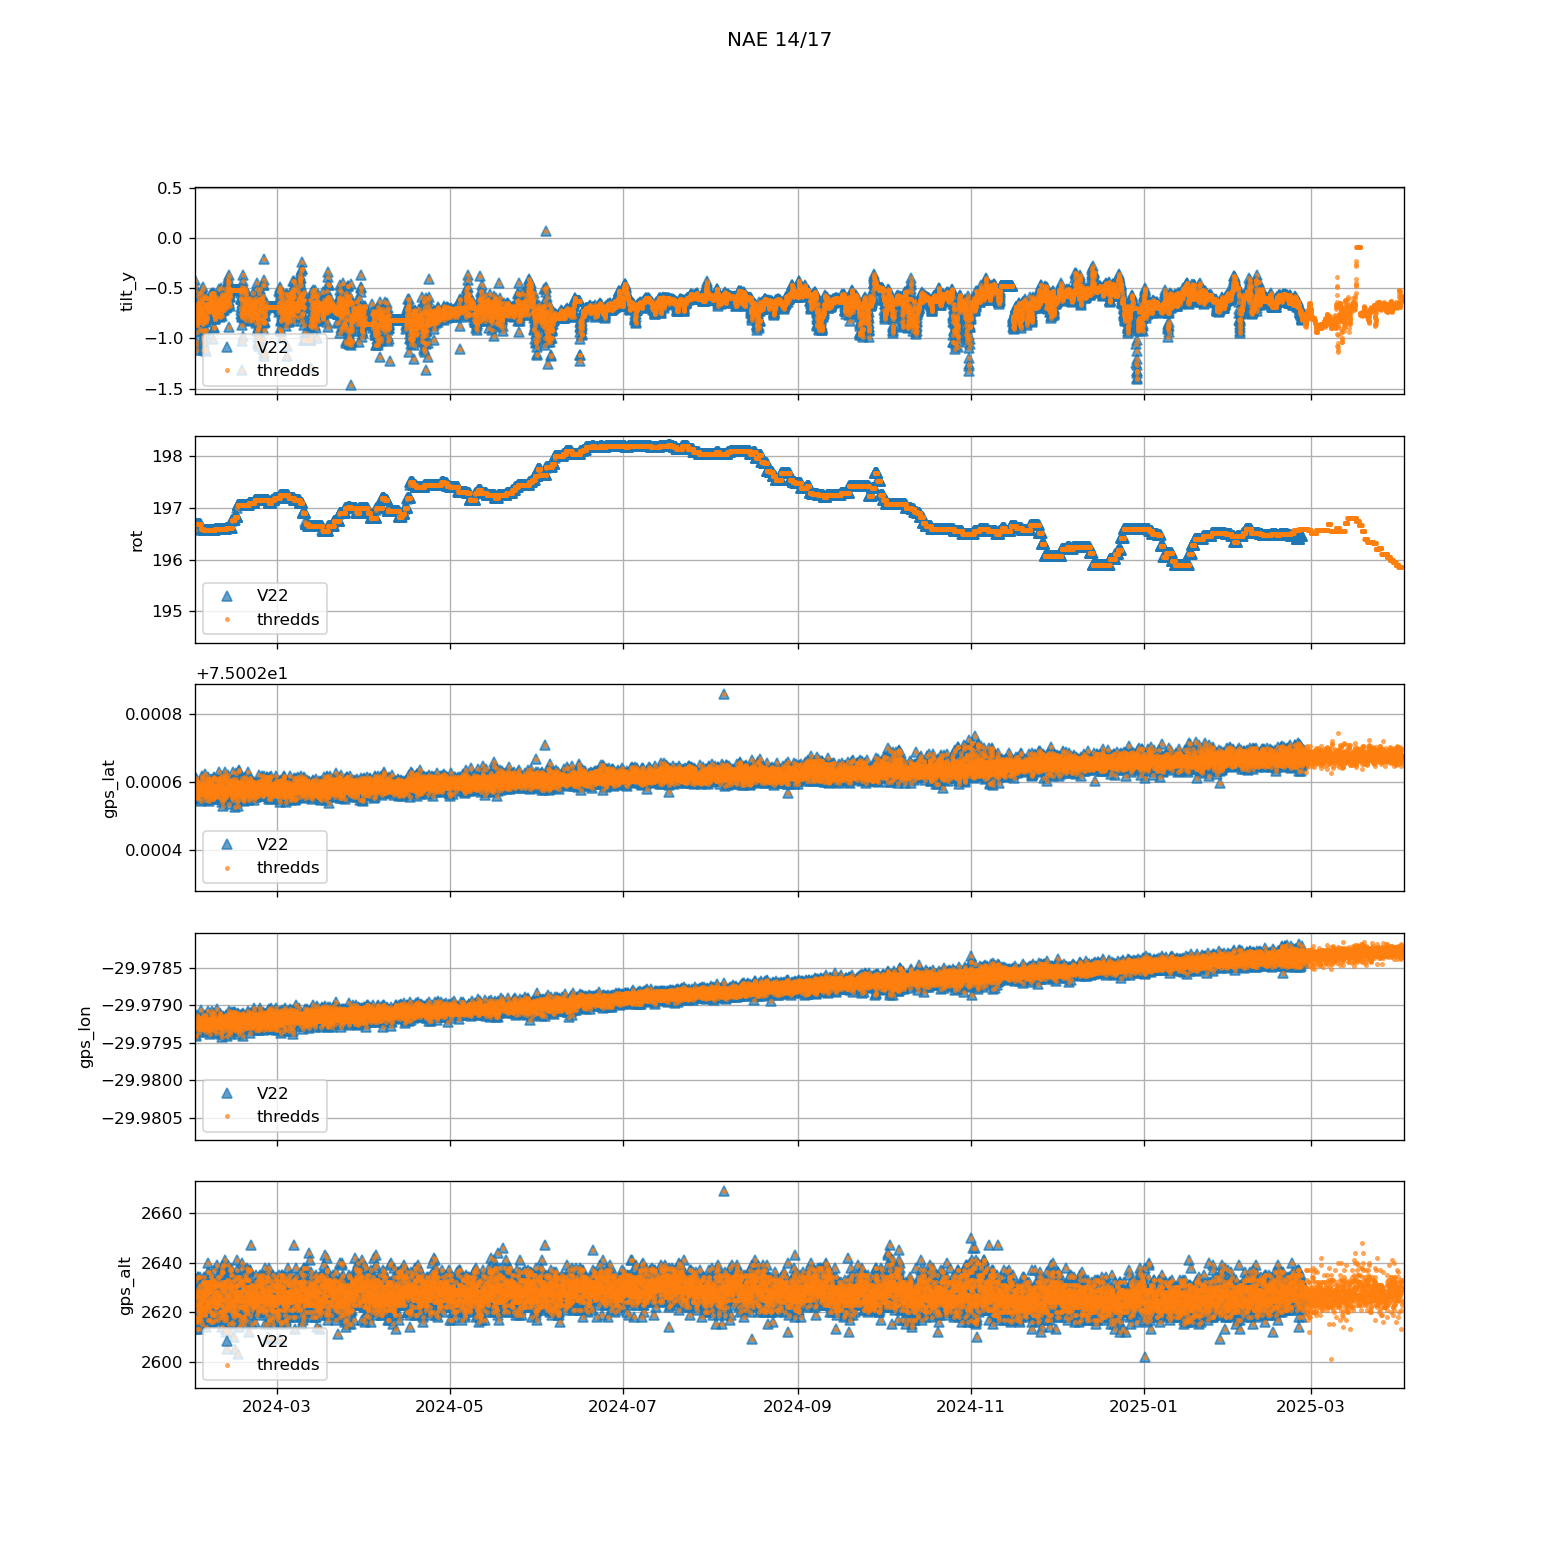 NAE 14/17
0.5
0.0
−0.5
−1.0
−1.5
tilt_y
V22
thredds
198
197
196
195
rot
V22
thredds
+7.5002e1
0.0008
0.0006
0.0004
gps_lat
V22
thredds
−29.9785
−29.9790
−29.9795
−29.9800
−29.9805
gps_lon
V22
thredds
2660
2640
2620
2600
gps_alt
V22
thredds
2024-03 2024-05 2024-07 2024-09 2024-11 2025-01 2025-03